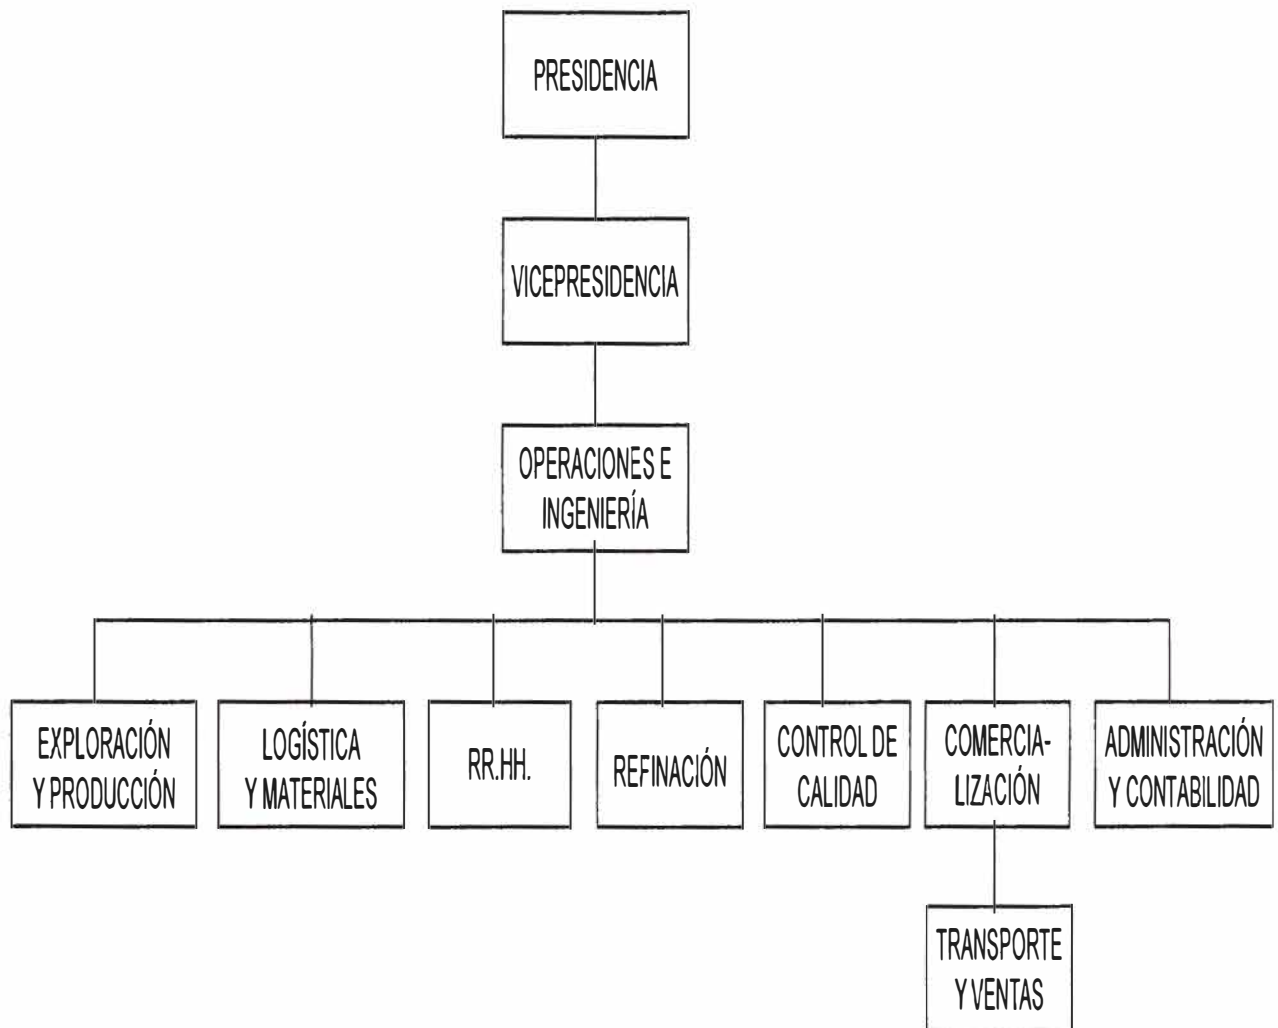 PRESIDENCIA
VICEPRESIDENCIA
OPERACIONES E
INGENIERÍA
EXPLORACIÓN
Y PRODUCCIÓN
LOGÍSTICA
Y MATERIALES
RR.HH.
REFINACIÓN
CONTROL DE
CALIDAD
COMERCIA-
LIZACIÓN
ADMINISTRACIÓN
Y CONTABILIDAD
TRANSPORTE
Y VENTAS